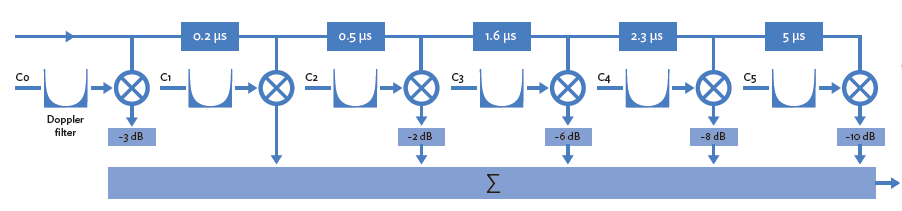 0.2 µs
0.5 µs
1.6 µs
2.3 µs
5 µs
C0
C1
C2
C3
C4
C5
Doppler
filter
-3 dB
-2 dB
-6 dB
-8 dB
-10 dB
Σ